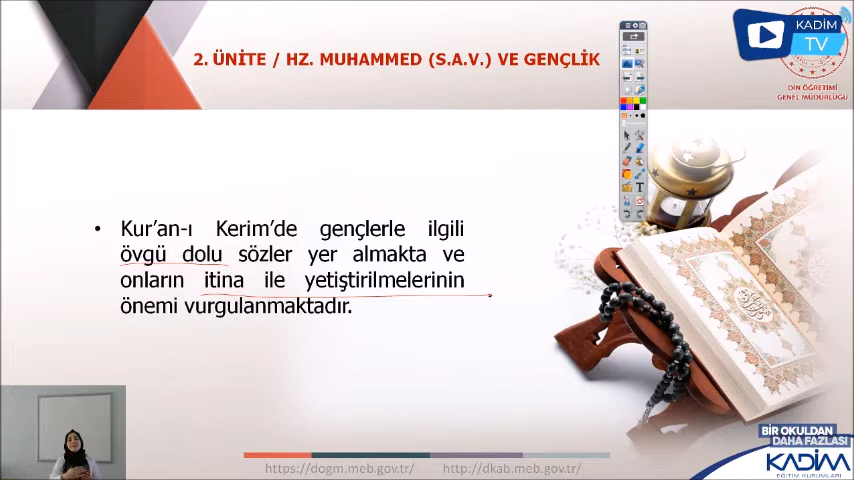 2. ÜNİTE / HZ. MUHAMMED (S.A.V.) VE GENÇLİK
KADİM
TV
DİN ÖĞRETİMİ
GENEL MÜDÜRLÜĞÜ
• Kur'an-ı Kerim'de gençlerle ilgili
övgü dolu sözler yer almakta ve
onların itina ile yetiştirilmelerinin
önemi vurgulanmaktadır.
BİR OKULDAN
DAHA FAZLASI
KADİM
EĞİTİM KURUMLARI
https://dogm.meb.gov.tr/ http://dkab.meb.gov.tr/